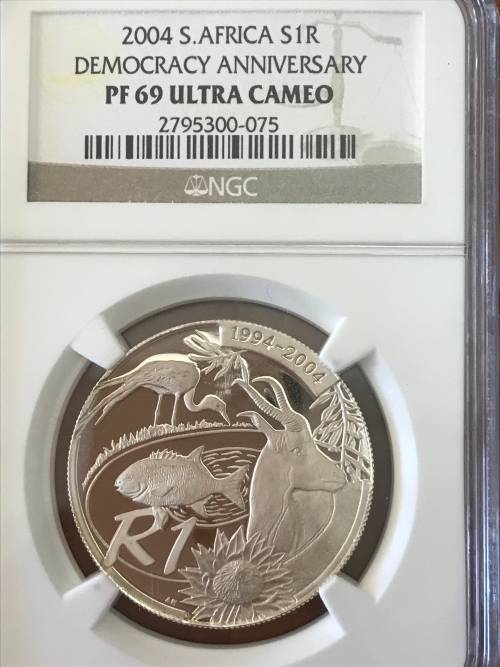 2004 S.AFRICA S1R
DEMOCRACY ANNIVERSARY
PF 69 ULTRA CAMEO
2795300-075
NGC
1994-2004
R1